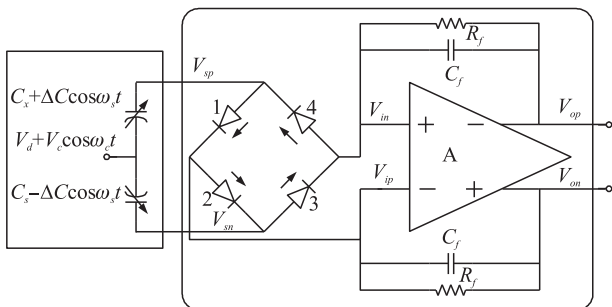 C_x+ΔCcosω_st
V_d+V_ccosω_ct
C_s−ΔCcosω_st
V_sp
1
4
2
3
V_sn
R_f
C_f
V_in
V_ip
+
−
A
−
+
V_op
V_on
C_f
R_f